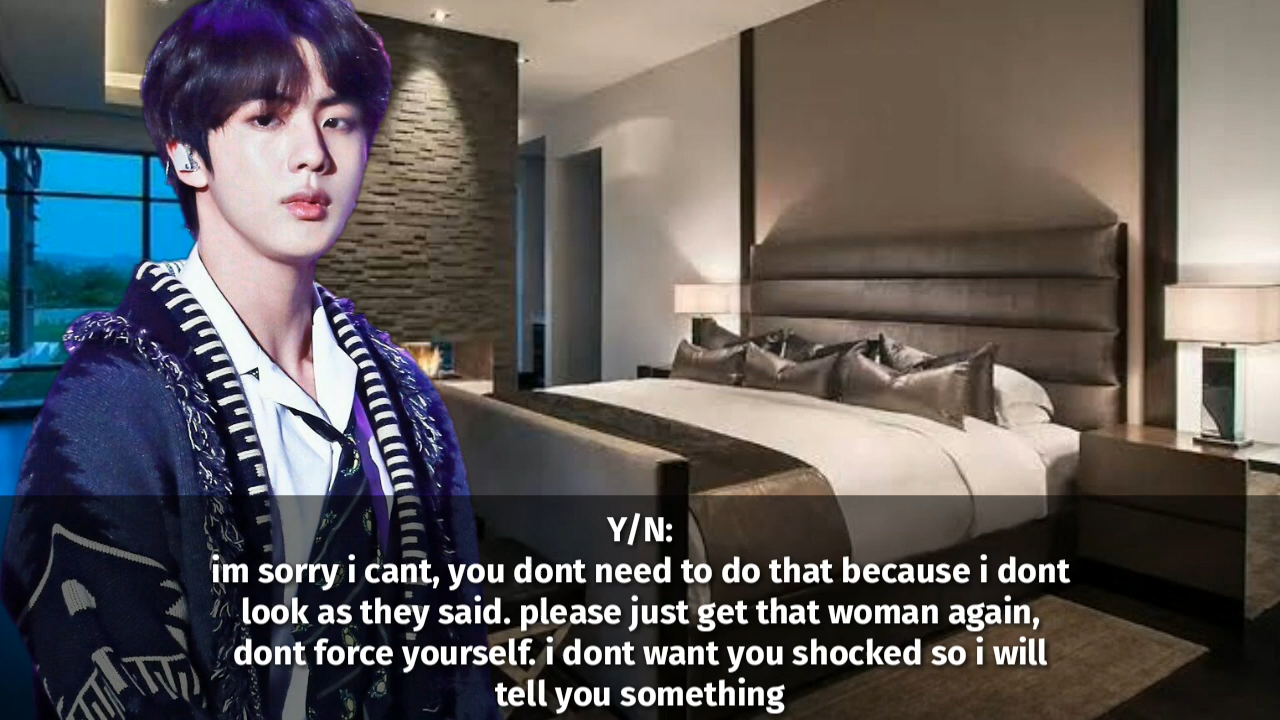 Y/N:
im sorry i cant, you dont need to do that because i dont
look as they said. please just get that woman again,
dont force yourself. i dont want you shocked so i will
tell you something